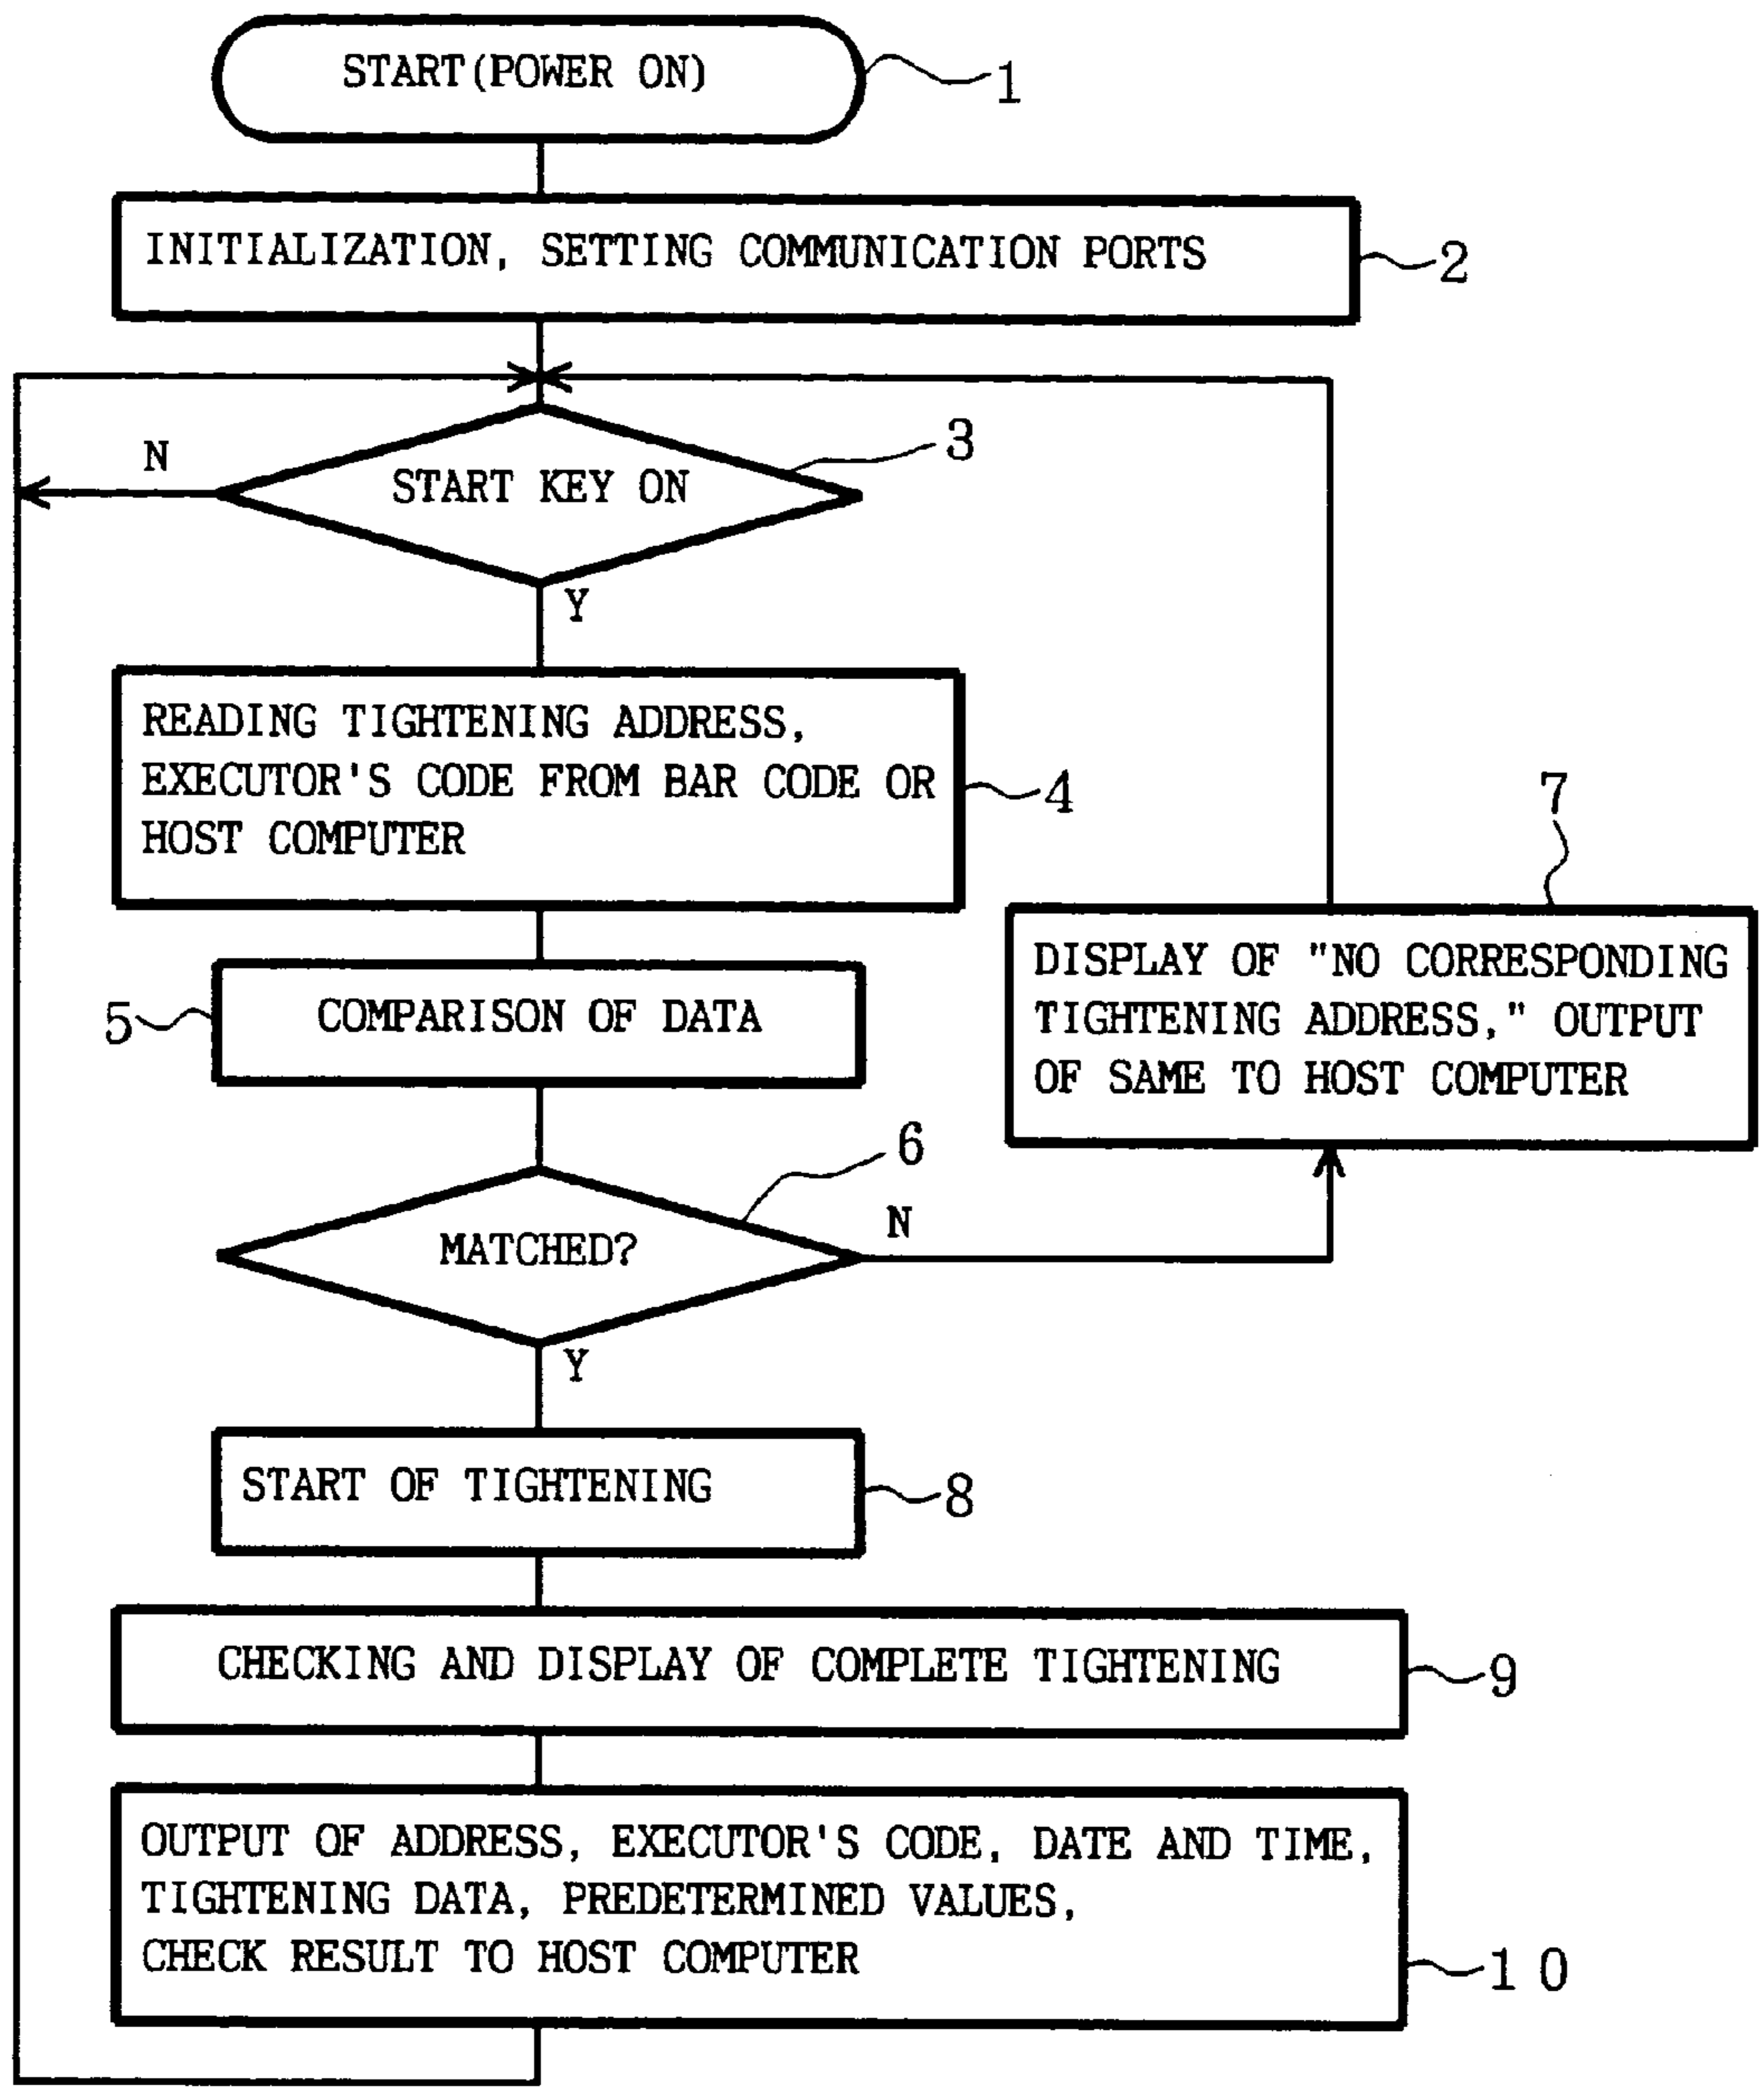 START(POWER ON)
1
INITIALIZATION, SETTING COMMUNICATION PORTS
2
N
START KEY ON
3
Y
READING TIGHTENING ADDRESS,
EXECUTOR'S CODE FROM BAR CODE OR
HOST COMPUTER
4
5
COMPARISON OF DATA
7
DISPLAY OF "NO CORRESPONDING
TIGHTENING ADDRESS," OUTPUT
OF SAME TO HOST COMPUTER
6
MATCHED?
N
Y
START OF TIGHTENING
8
CHECKING AND DISPLAY OF COMPLETE TIGHTENING
9
OUTPUT OF ADDRESS, EXECUTOR'S CODE, DATE AND TIME,
TIGHTENING DATA, PREDETERMINED VALUES,
CHECK RESULT TO HOST COMPUTER
10